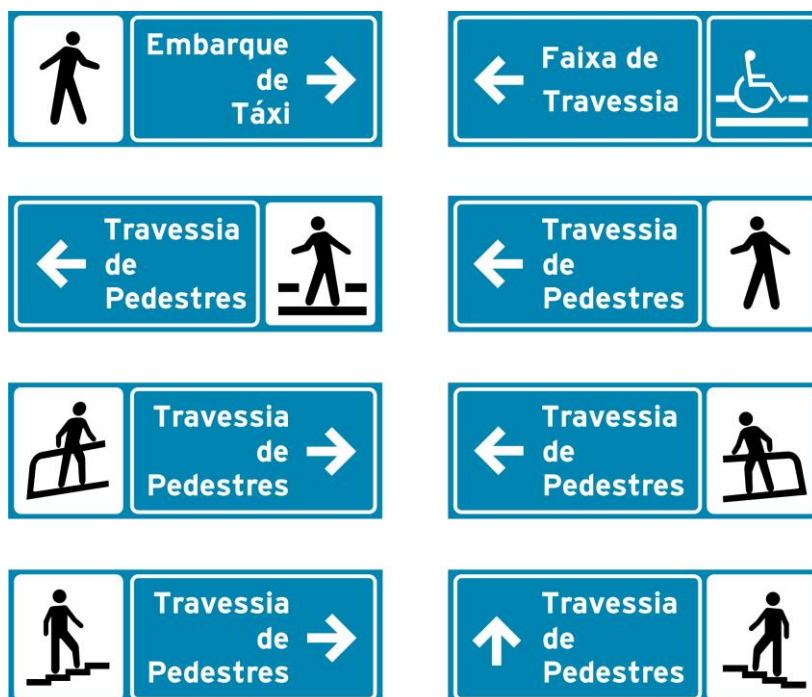 Embarque
de
Táxi
Faixa de
Travessia
Travessia
de
Pedestres
Travessia
de
Pedestres
Travessia
de
Pedestres
Travessia
de
Pedestres
Travessia
de
Pedestres
Travessia
de
Pedestres